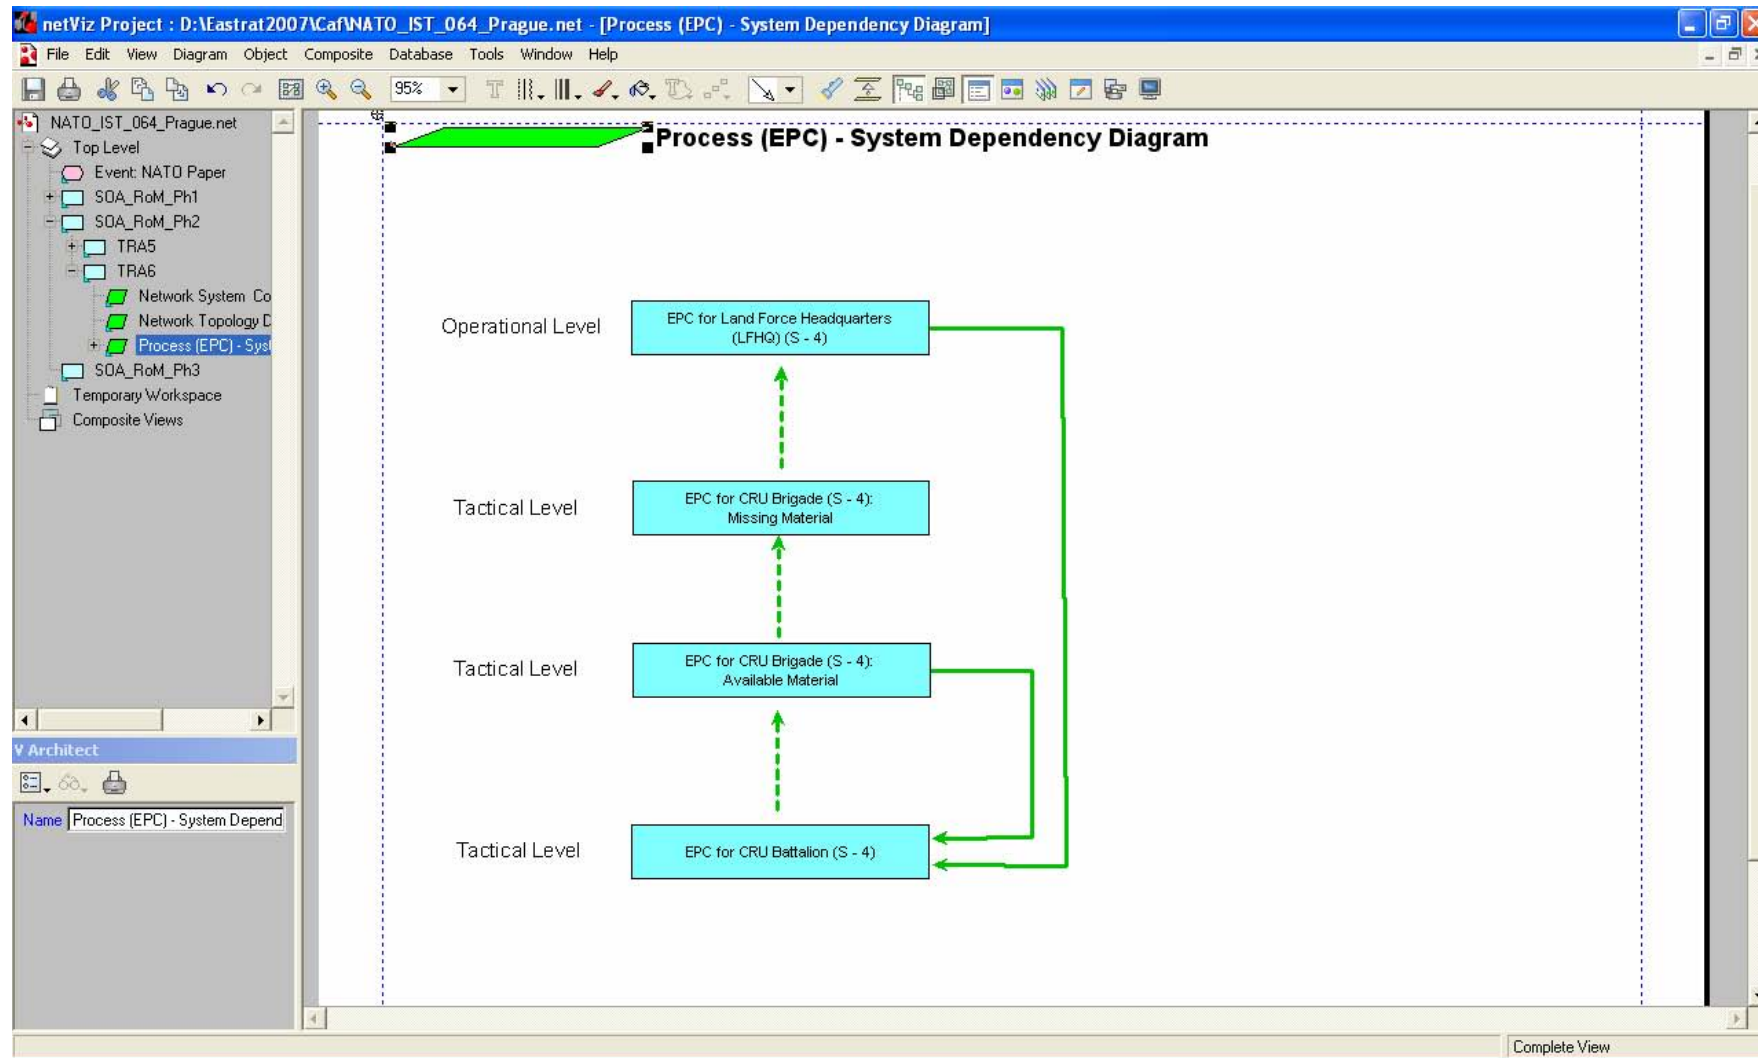 netViz Project : D:\Eastrat2007\Caf\NATO_IST_064_Prague.net - [Process (EPC) - System Dependency Diagram]
File Edit View Diagram Object Composite Database Tools Window Help
95%
NATO_IST_064_Prague.net
Top Level
Event: NATO Paper
SOA_RoM_Ph1
SOA_RoM_Ph2
TRA5
TRA6
Network System Co
Network Topology D
Process (EPC) - Syst
SOA_RoM_Ph3
Temporary Workspace
Composite Views
Architect
Name Process (EPC) - System Depend
Process (EPC) - System Dependency Diagram
Operational Level
EPC for Land Force Headquarters
(LFHQ) (S - 4)
Tactical Level
EPC for CRU Brigade (S - 4):
Missing Material
Tactical Level
EPC for CRU Brigade (S - 4):
Available Material
Tactical Level
EPC for CRU Battalion (S - 4)
Complete View